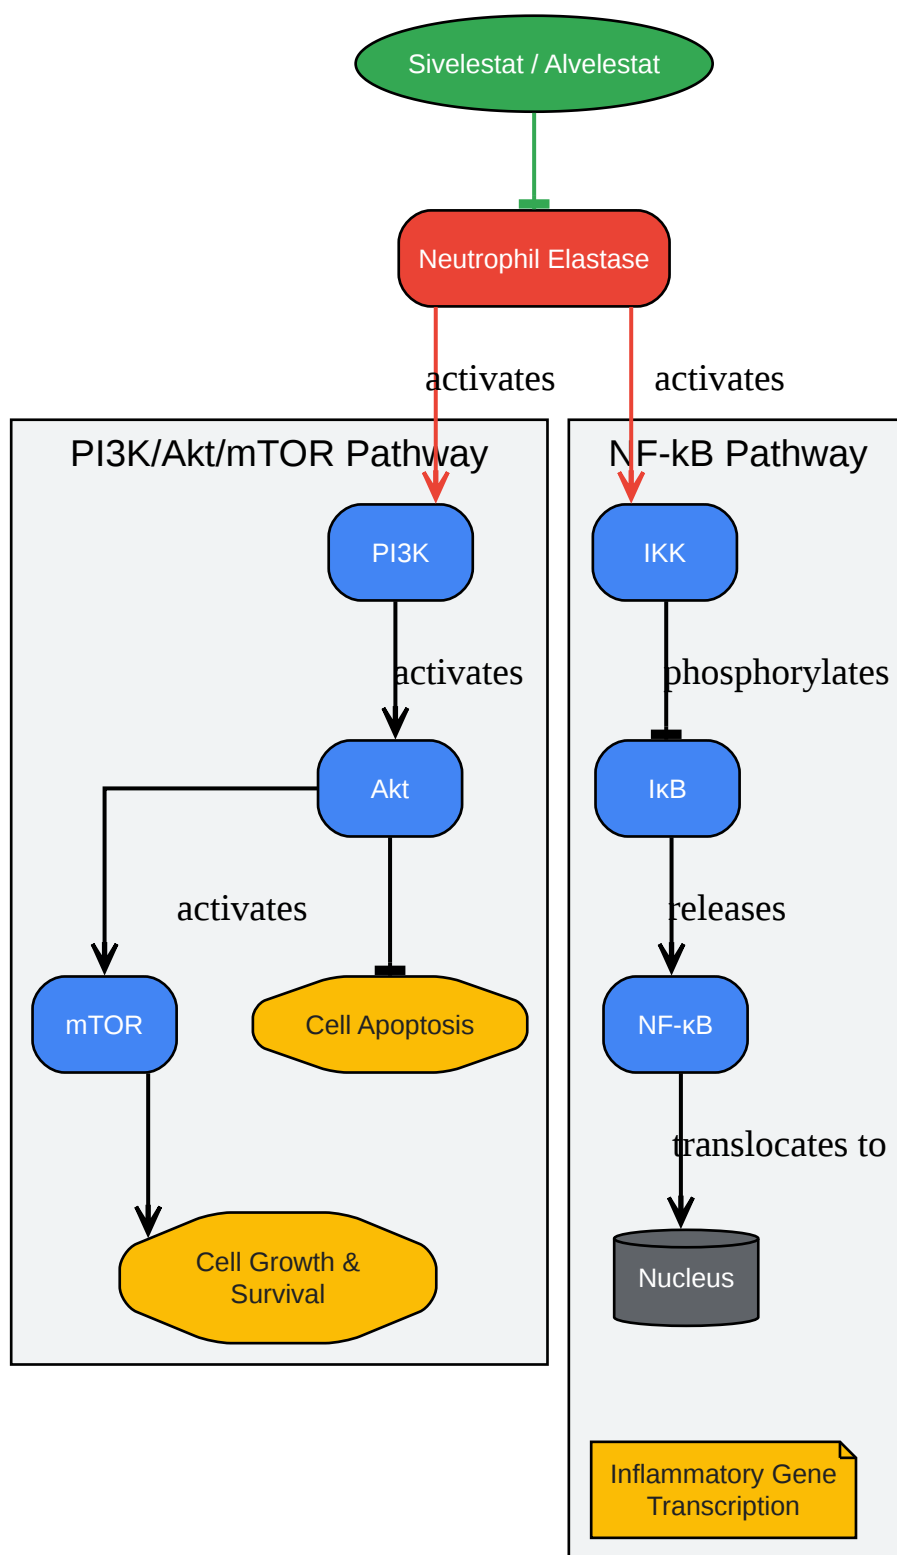 Sivelestat / Alvelestat
Neutrophil Elastase
activates
activates
PI3K/Akt/mTOR Pathway
NF-kB Pathway
PI3K
IKK
activates
phosphorylates
Akt
IκB
activates
releases
mTOR
Cell Apoptosis
NF-κB
translocates to
Cell Growth &
Survival
Nucleus
Inflammatory Gene
Transcription